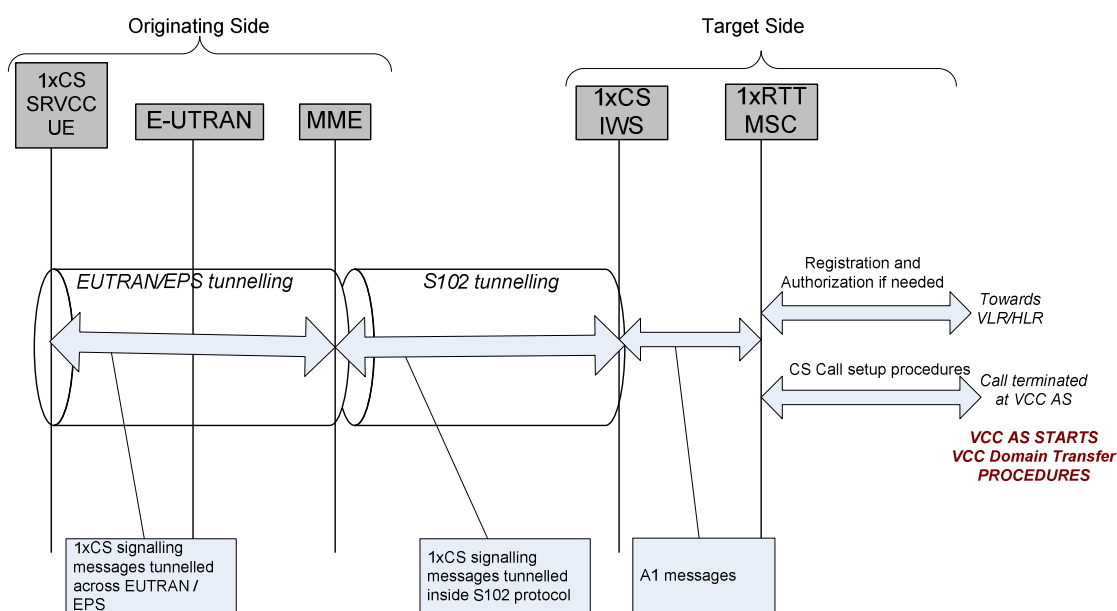 Originating Side
Target Side
1xCS
SRVCC
UE
E-UTRAN
MME
1xCS
IWS
1xRTT
MSC
EUTRAN/EPS tunnelling
S102 tunnelling
Registration and
Authorization if needed
Towards
VLR/HLR
CS Call setup procedures
Call terminated
at VCC AS
VCC AS STARTS
VCC Domain Transfer
PROCEDURES
1xCS signalling
messages tunnelled
across EUTRAN /
EPS
1xCS signalling
messages tunnelled
inside S102 protocol
A1 messages